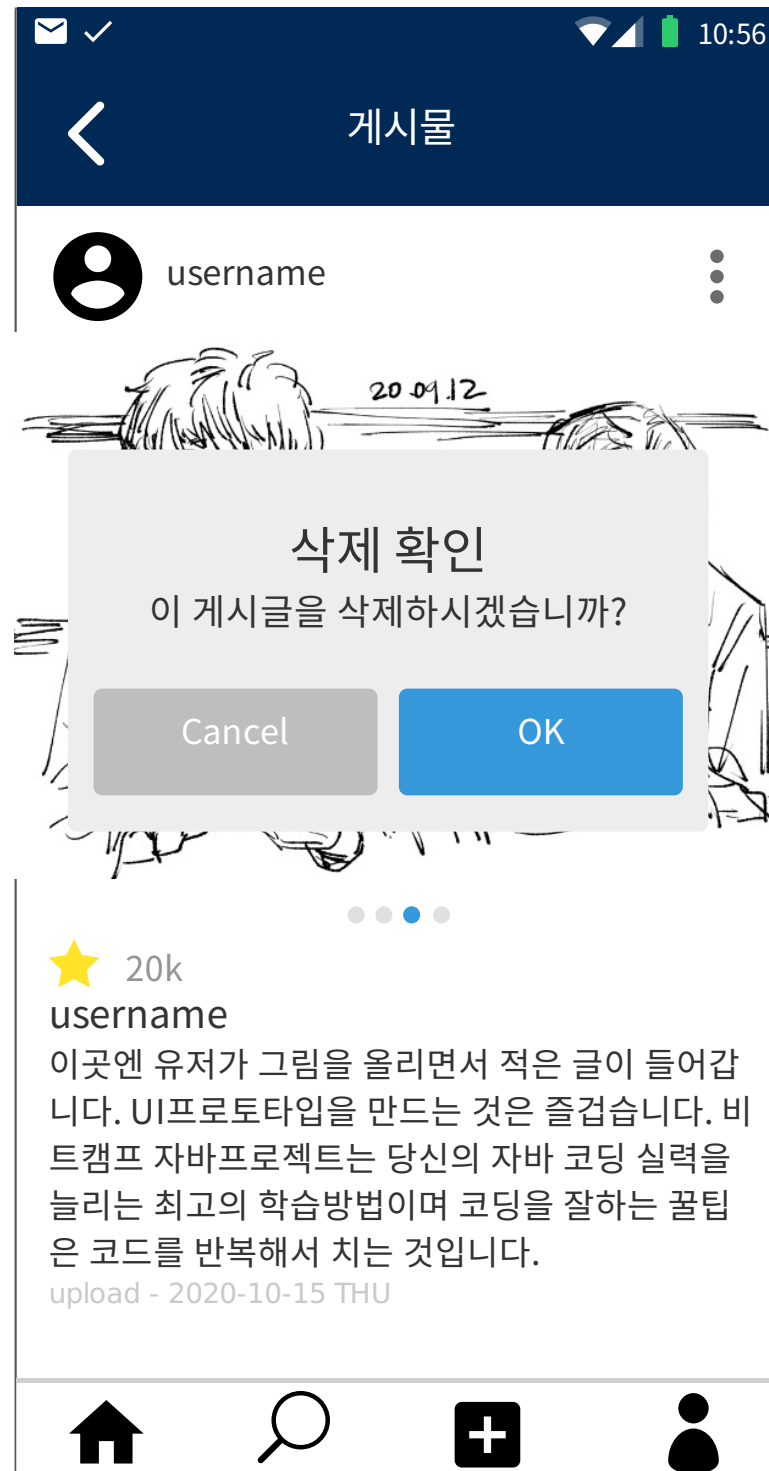 10:56
게시물
username
20.09.12
삭제 확인
이 게시글을 삭제하시겠습니까?
Cancel
OK
20k
username
이곳엔 유저가 그림을 올리면서 적은 글이 들어갑
니다. UI프로토타입을 만드는 것은 즐겁습니다. 비
트캠프 자바프로젝트는 당신의 자바 코딩 실력을
늘리는 최고의 학습방법이며 코딩을 잘하는 꿀팁
은 코드를 반복해서 치는 것입니다.
upload - 2020-10-15 THU